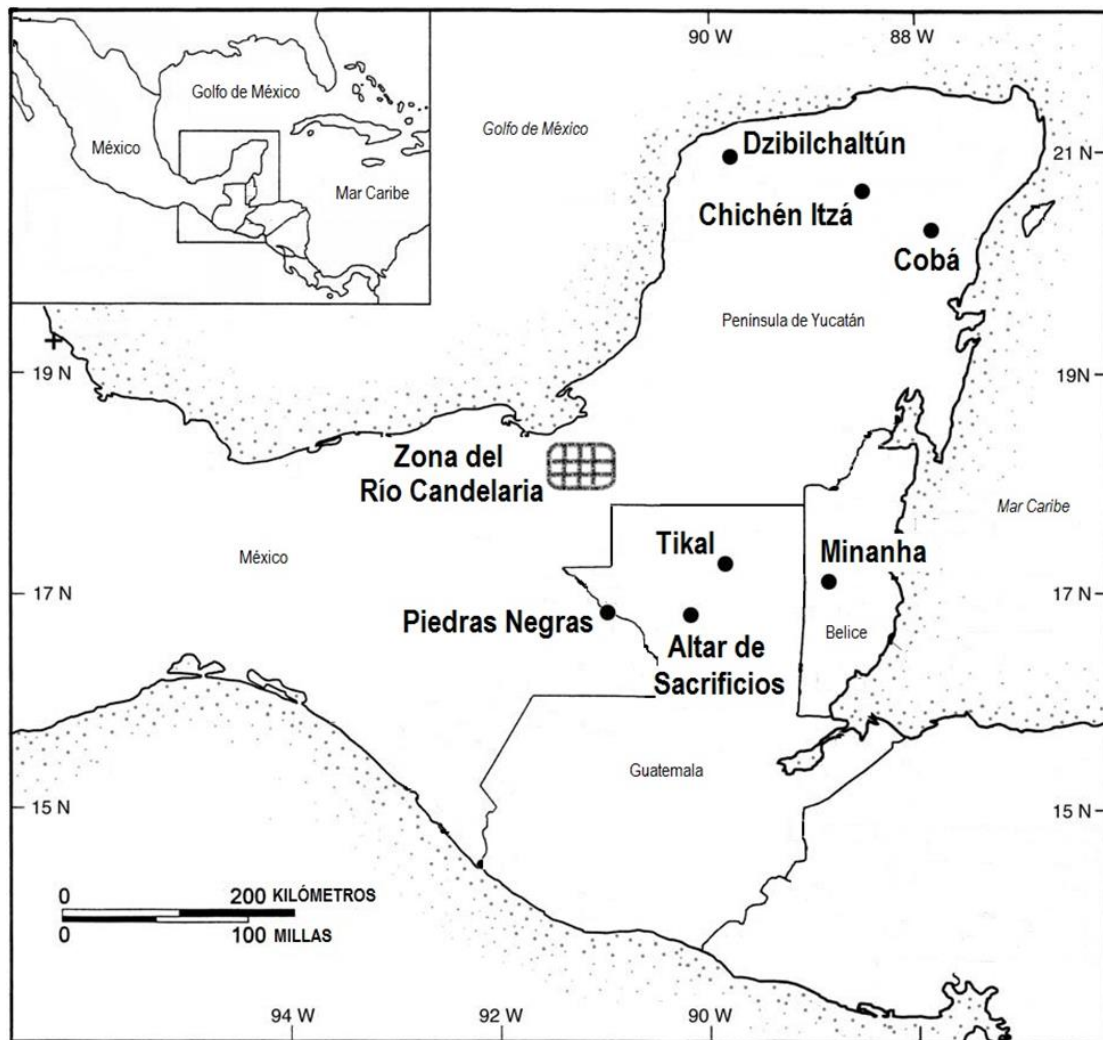 90 W
88 W
Golfo de México
México
Mar Caribe
Golfo de México
Dzibilchaltún
21 N
Chichén Itzá
Cobá
Península de Yucatán
19 N
19N
Zona del
Río Candelaria
Mar Caribe
México
Tikal
Minanha
17 N
17 N
Piedras Negras
Altar de
Sacrificios
Belice
Guatemala
15 N
15 N
0 200 KILÓMETROS
0 100 MILLAS
94 W
92 W
90 W
88 W